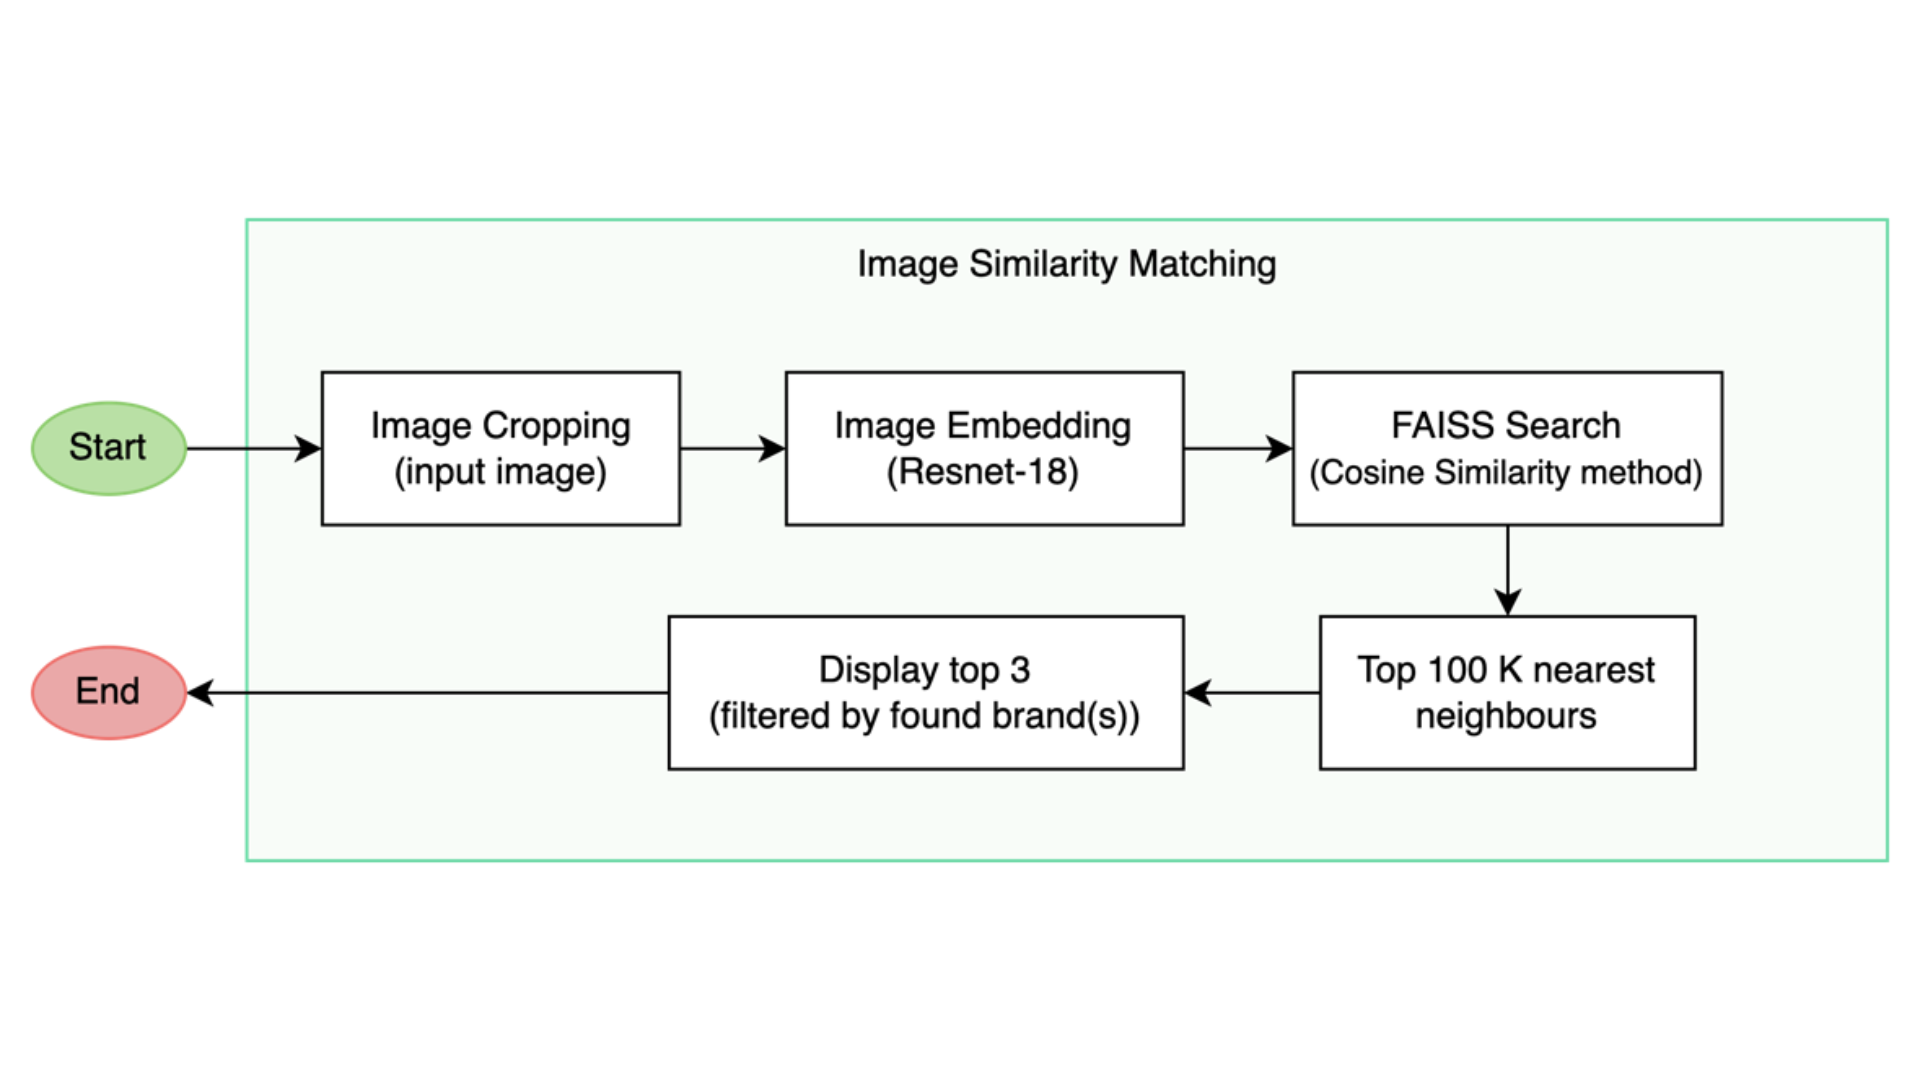 Image Similarity Matching
Start
Image Cropping
(input image)
Image Embedding
(Resnet-18)
FAISS Search
(Cosine Similarity method)
End
Display top 3
(filtered by found brand(s))
Top 100 K nearest
neighbours